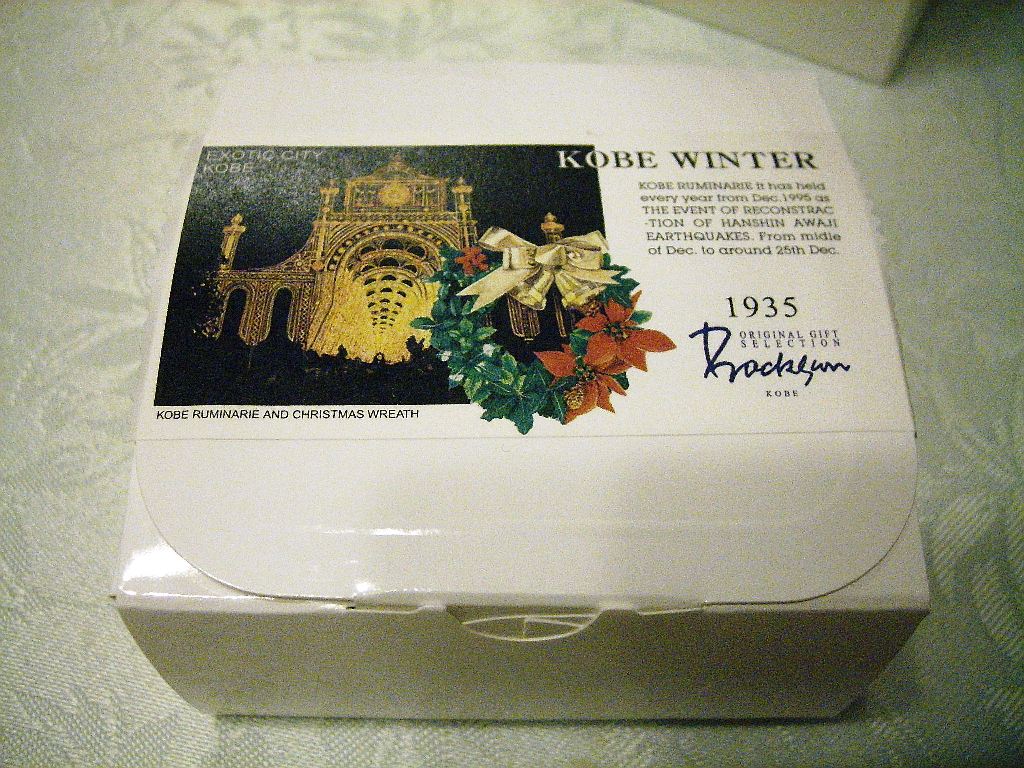 EXOTIC CITY
KOBE
KOBE WINTER
KOBE RUMINARIE It has held
every year from Dec.1995 as
THE EVENT OF RECONSTRAC
-TION OF HANSHIN AWAJI
EARTHQUAKES. From midle
of Dec. to around 25th Dec.
1935
ORIGINAL GIFT
SELECTION
KOBE
KOBE RUMINARIE AND CHRISTMAS WREATH